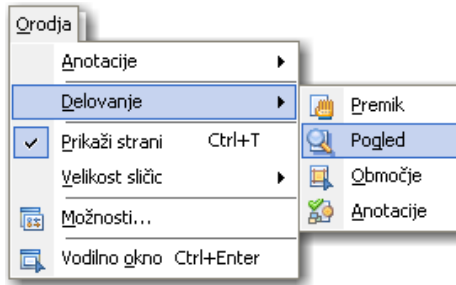 Orodja
Anotacije
Delovanje
Prikaži strani Ctrl+T
Velikost sličic
Možnosti...
Vodilno okno Ctrl+Enter
Premik
Pogled
Območje
Anotacije